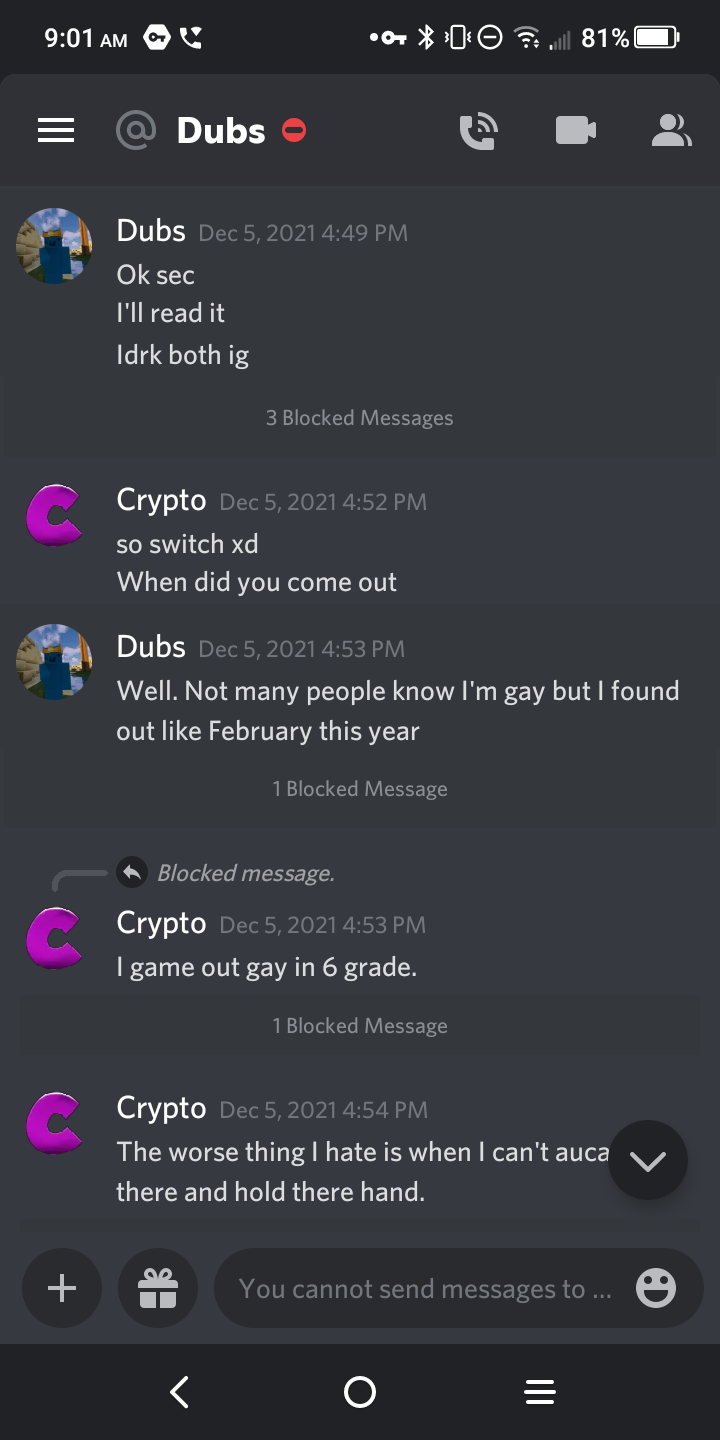 9:01 AM 81%
@ Dubs
Dubs Dec 5, 2021 4:49 PM
Ok sec
I'll read it
Idrk both ig
3 Blocked Messages
Crypto Dec 5, 2021 4:52 PM
so switch xd
When did you come out
Dubs Dec 5, 2021 4:53 PM
Well. Not many people know I'm gay but I found
out like February this year
1 Blocked Message
Blocked message.
Crypto Dec 5, 2021 4:53 PM
I game out gay in 6 grade.
1 Blocked Message
Crypto Dec 5, 2021 4:54 PM
The worse thing I hate is when I can't
there and hold there hand.
You cannot send messages to ...